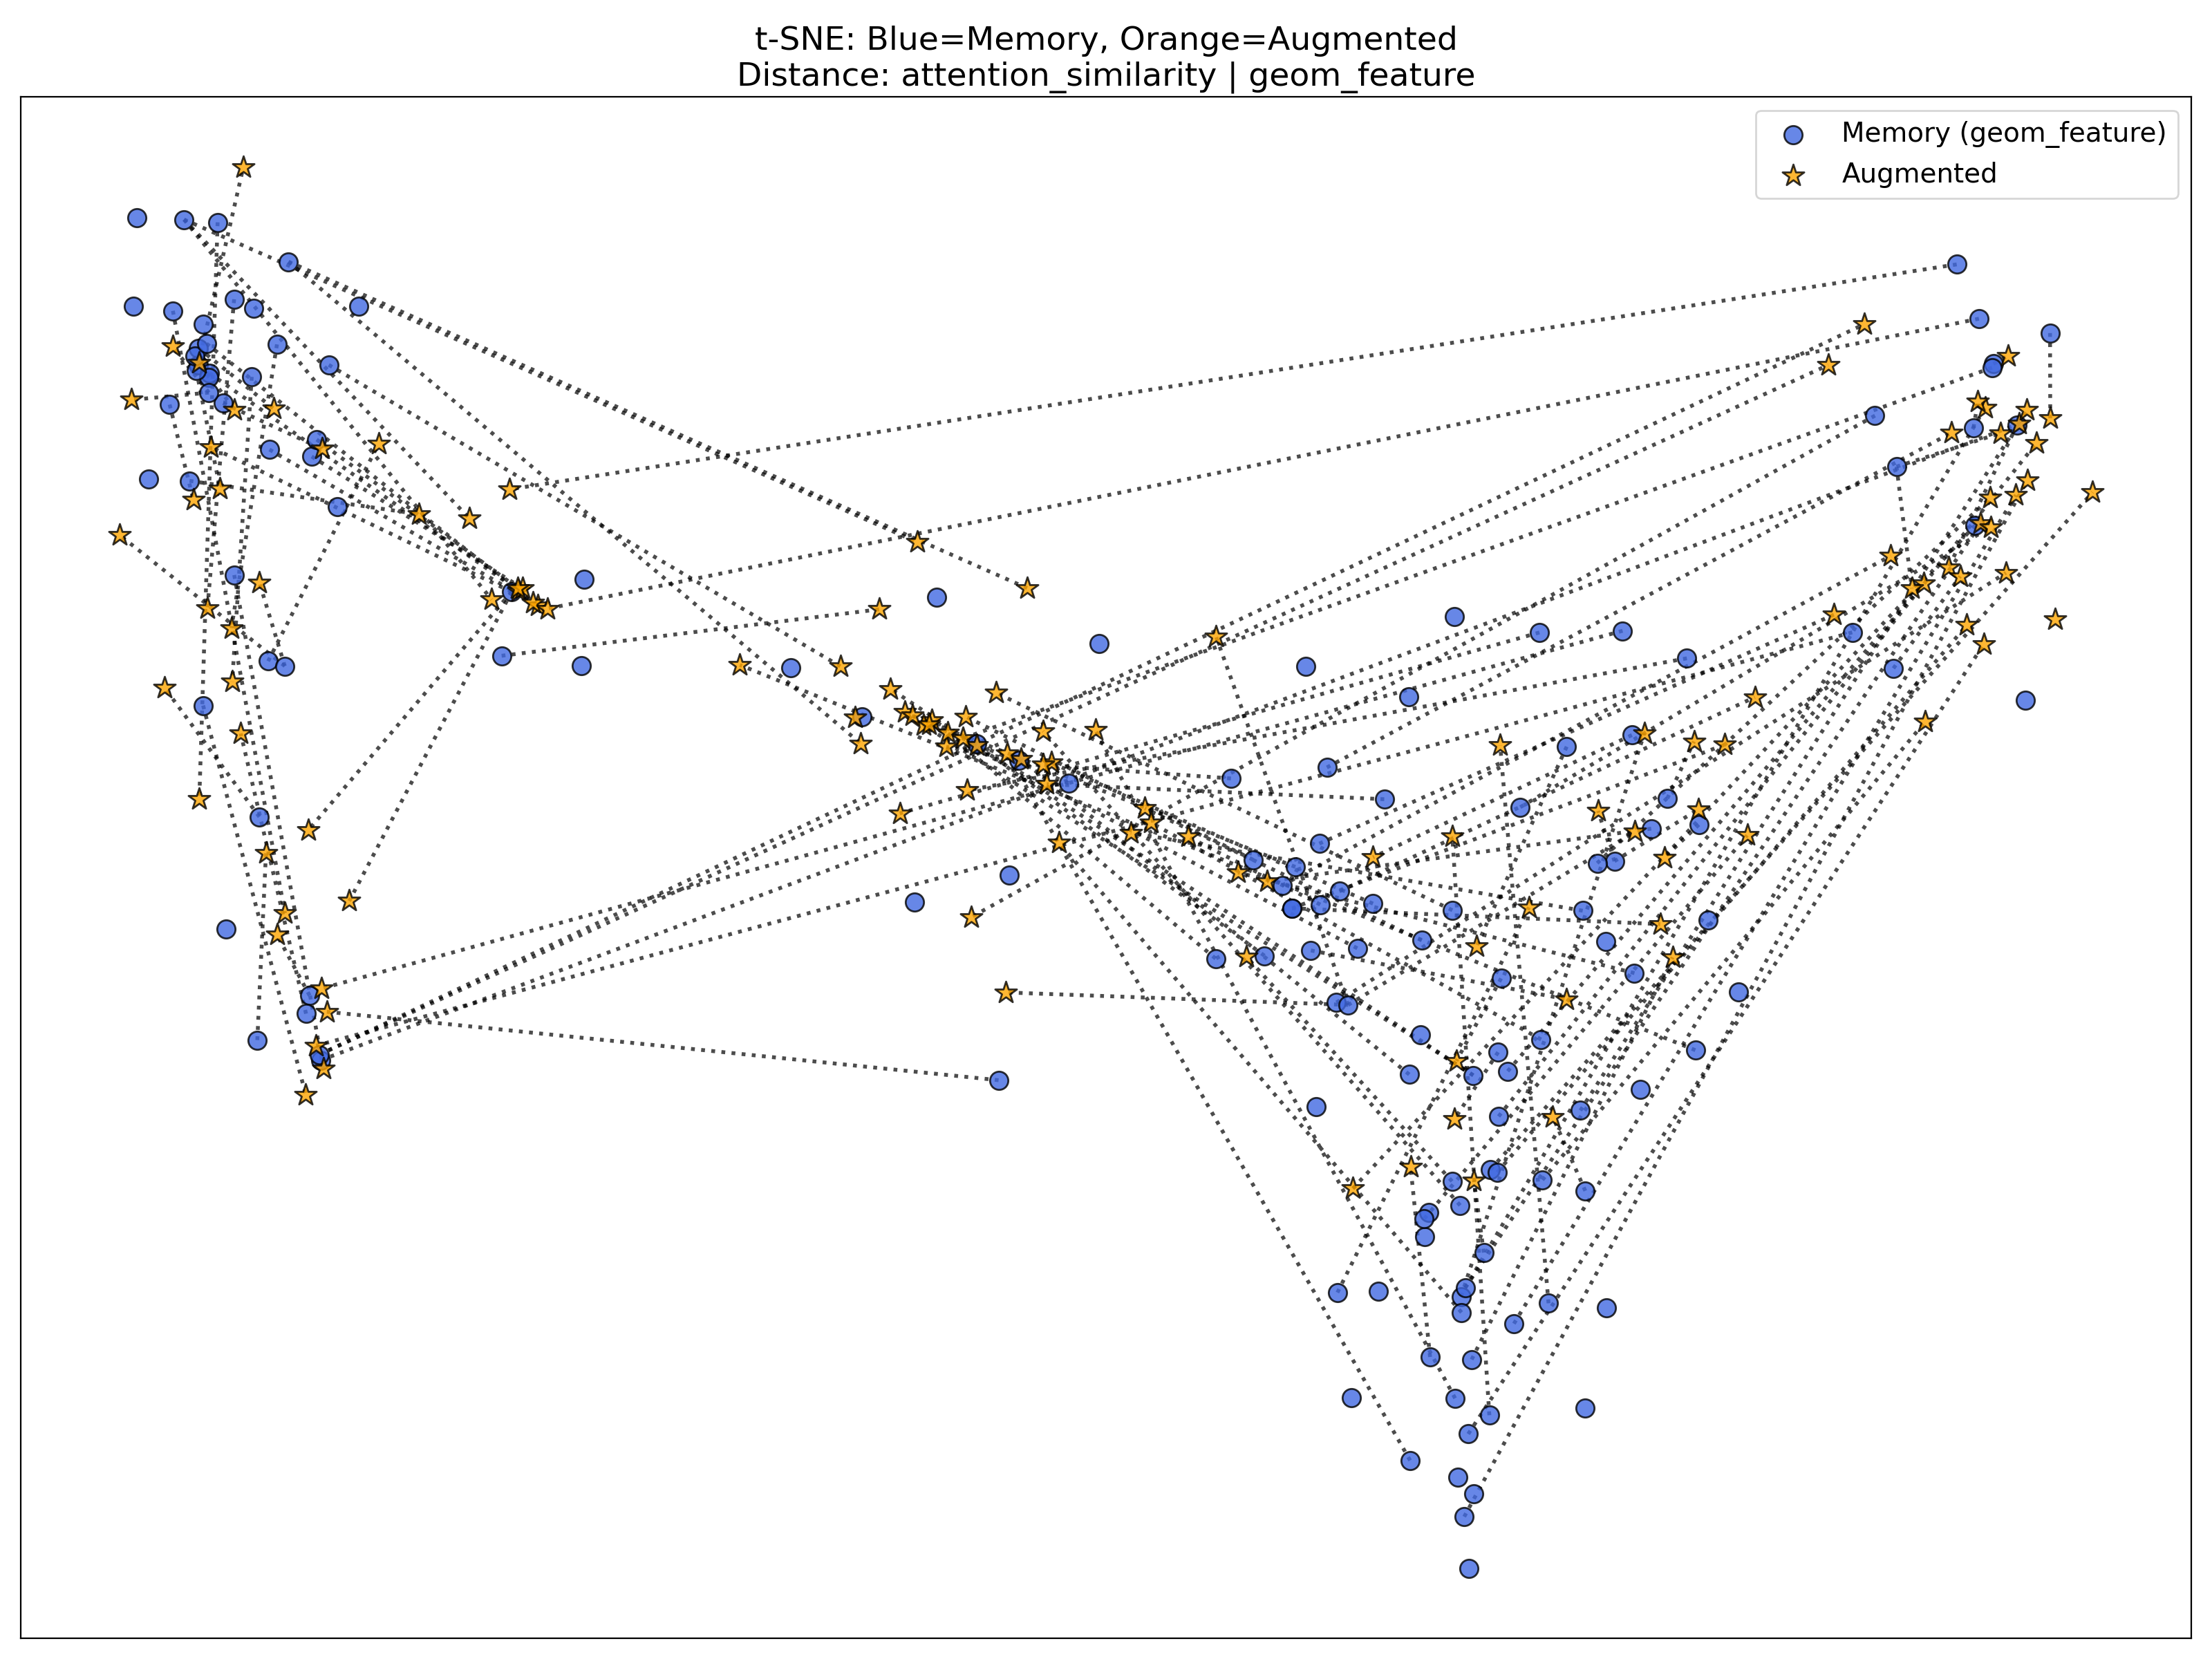 t-SNE: Blue=Memory, Orange=Augmented
Distance: attention_similarity | geom_feature
Memory (geom_feature)
Augmented